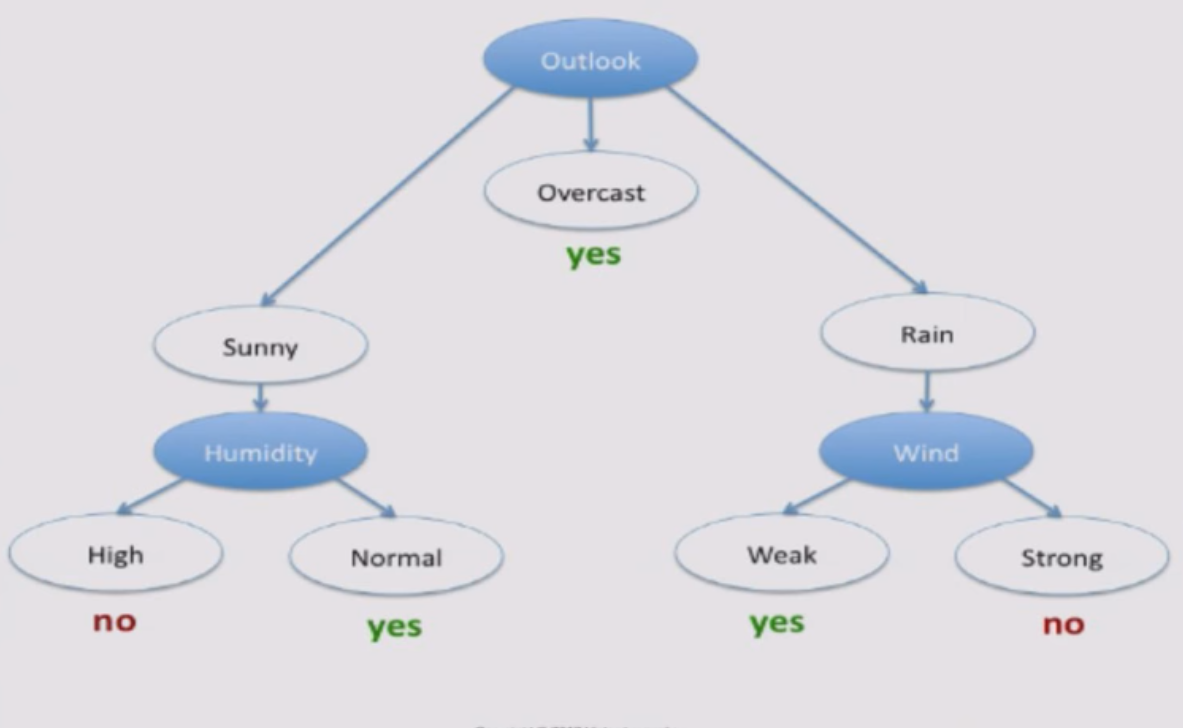 Outlook
Overcast
yes
Sunny
Rain
Humidity
Wind
High
Normal
Weak
Strong
no
yes
yes
no